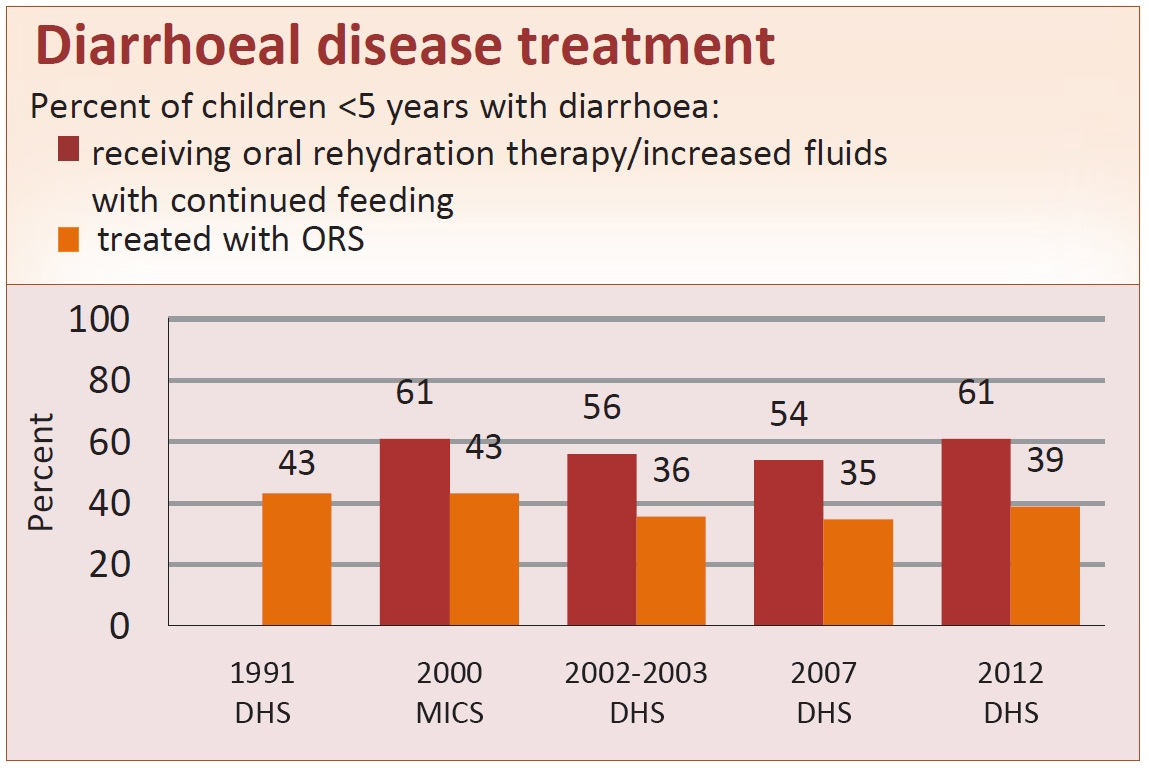 Diarrhoeal disease treatment
Percent of children <5 years with diarrhoea:
receiving oral rehydration therapy/increased fluids
with continued feeding
treated with ORS
100
80
60
40
20
0
Percent
43
61
43
56
36
54
35
61
39
1991 2000 2002-2003 2007 2012
DHS MICS DHS DHS DHS